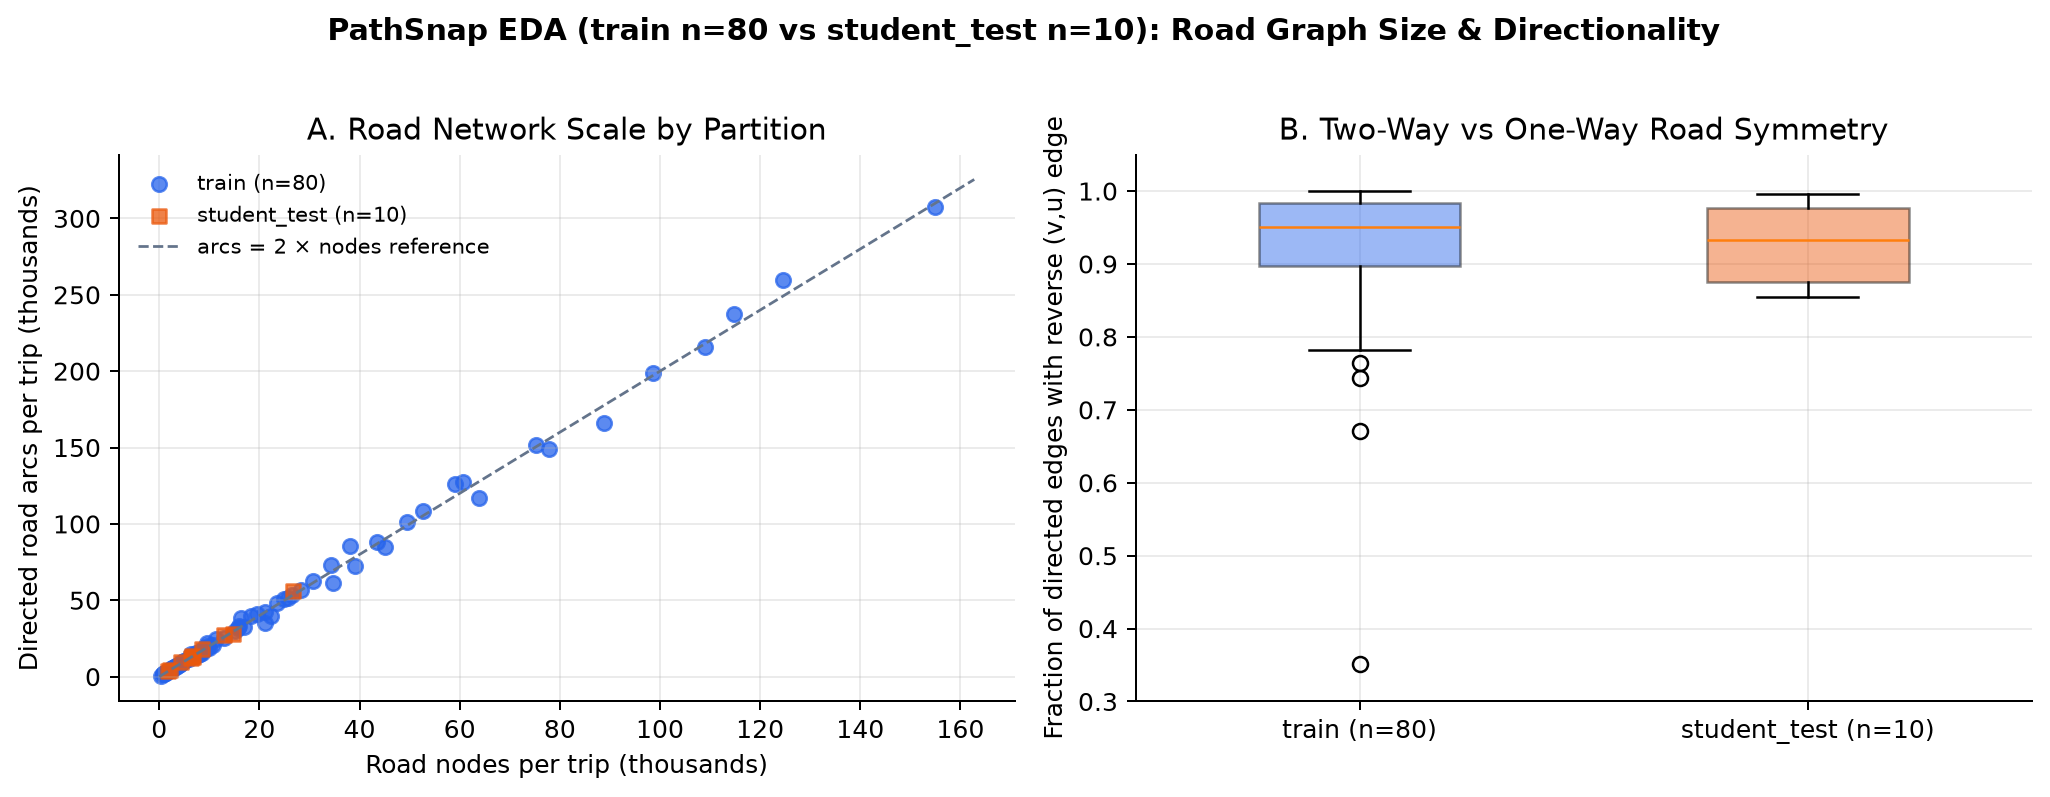 PathSnap EDA (train n=80 vs student_test n=10): Road Graph Size & Directionality
A. Road Network Scale by Partition
train (n=80)
student_test (n=10)
arcs = 2 × nodes reference
Directed road arcs per trip (thousands)
300
250
200
150
100
50
0
0 20 40 60 80 100 120 140 160
Road nodes per trip (thousands)
B. Two-Way vs One-Way Road Symmetry
Fraction of directed edges with reverse (v,u) edge
1.0
0.9
0.8
0.7
0.6
0.5
0.4
0.3
train (n=80) student_test (n=10)